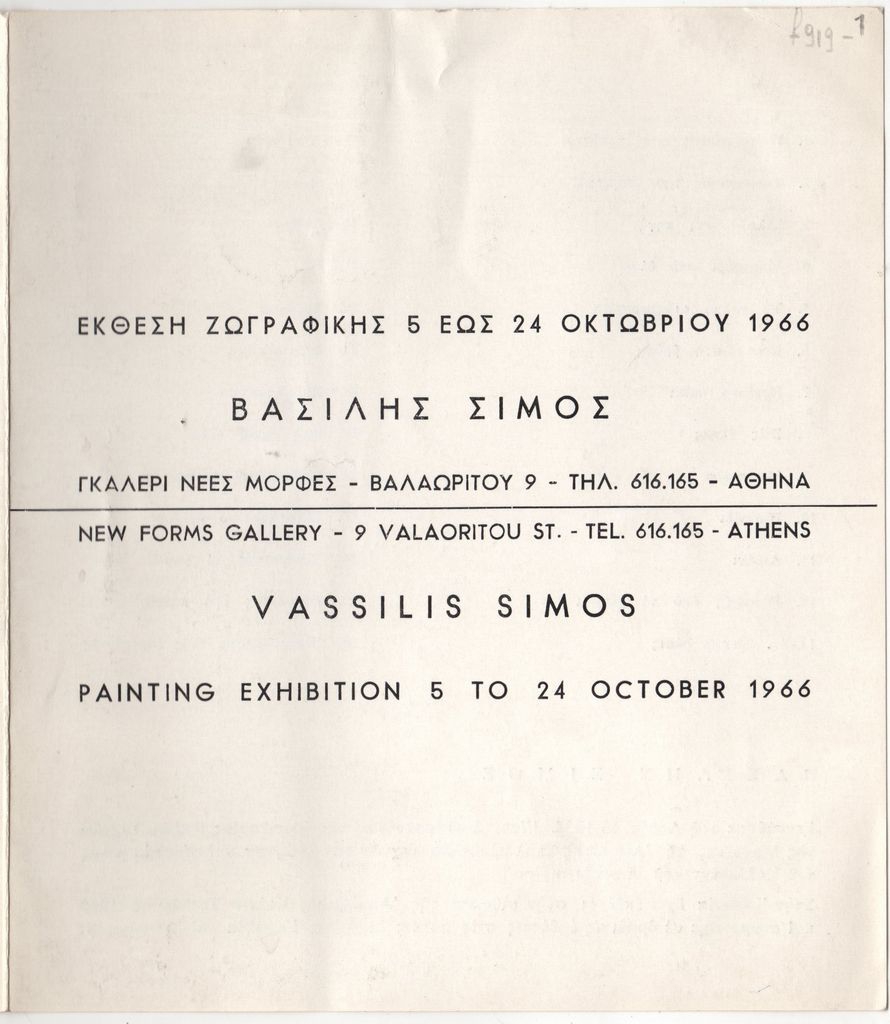 f919-1
ΕΚΘΕΣΗ ΖΩΓΡΑΦΙΚΗΣ 5 ΕΩΣ 24 ΟΚΤΩΒΡΙΟΥ 1966
ΒΑΣΙΛΗΣ ΣΙΜΟΣ
ΓΚΑΛΕΡΙ ΝΕΕΣ ΜΟΡΦΕΣ - ΒΑΛΑΩΡΙΤΟΥ 9 - ΤΗΛ. 616.165 - ΑΘΗΝΑ
NEW FORMS GALLERY - 9 VALAORITOU ST. - TEL. 616.165 - ATHENS
VASSILIS SIMOS
PAINTING EXHIBITION 5 TO 24 OCTOBER 1966